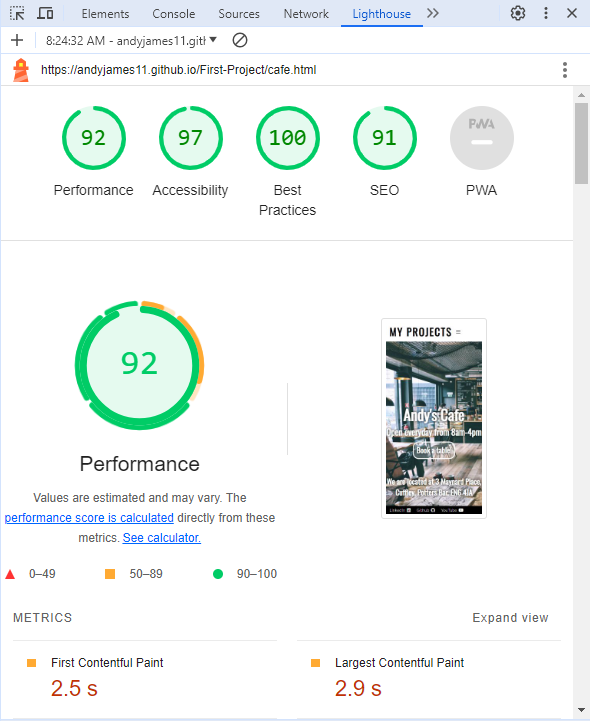 Elements Console Sources Network Lighthouse
8:24:32 AM - andyjames11.gith
https://andyjames11.github.io/First-Project/cafe.html
92 97 100 91 PWA
Performance Accessibility Best Practices SEO PWA
92
Performance
Values are estimated and may vary. The
performance score is calculated directly from these
metrics. See calculator.
0–49 50–89 90–100
MY PROJECTS
Andy's Cafe
Open Everyday from 8am-4pm
Book a table
We are located at 3 Maynard Place,
Cuffley, Potters Bar, EN6 4JA
LinkedIn Github YouTube
METRICS Expand view
First Contentful Paint
2.5 s
Largest Contentful Paint
2.9 s